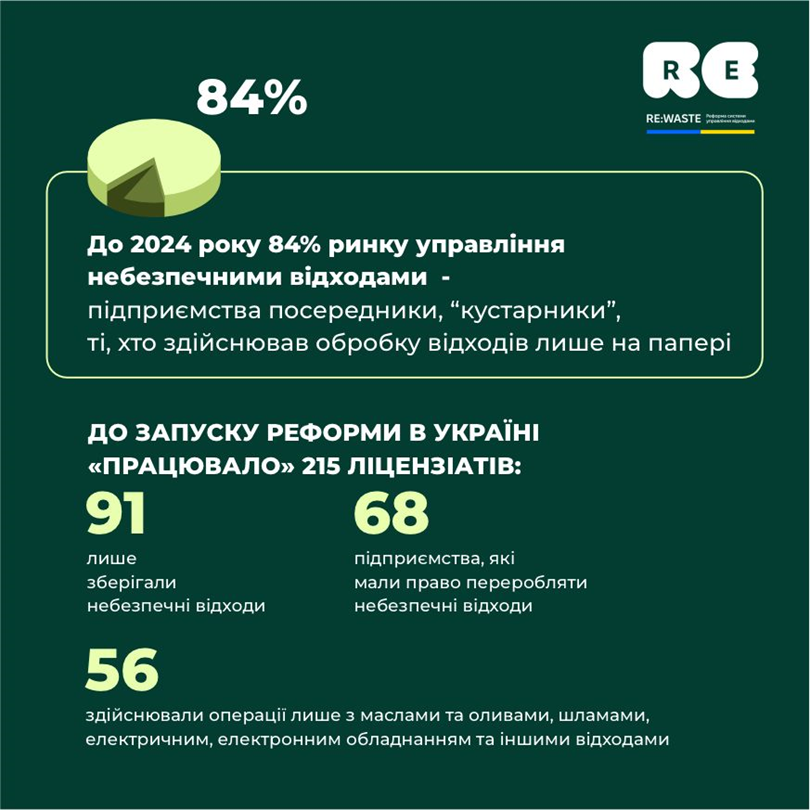 84%
RE
RE:WASTE
Реформа системи
управління відходами
До 2024 року 84% ринку управління
небезпечними відходами -
підприємства посередники, “кустарники”,
ті, хто здійснював обробку відходів лише на папері
ДО ЗАПУСКУ РЕФОРМИ В УКРАЇНІ
«ПРАЦЮВАЛО» 215 ЛІЦЕНЗІАТІВ:
91
лише
зберігали
небезпечні відходи
68
підприємства, які
мали право переробляти
небезпечні відходи
56
здійснювали операції лише з маслами та оливами, шламами,
електричним, електронним обладнанням та іншими відходами